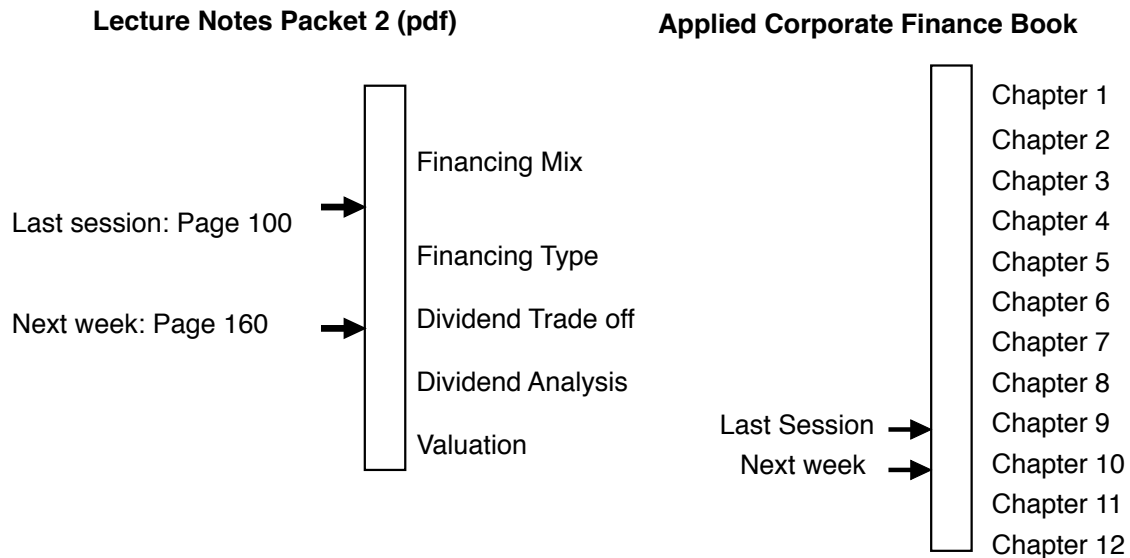 Lecture Notes Packet 2 (pdf)
Financing Mix
Last session: Page 100
Financing Type
Next week: Page 160
Dividend Trade off
Dividend Analysis
Valuation
Applied Corporate Finance Book
Chapter 1
Chapter 2
Chapter 3
Chapter 4
Chapter 5
Chapter 6
Chapter 7
Chapter 8
Last Session
Chapter 9
Next week
Chapter 10
Chapter 11
Chapter 12